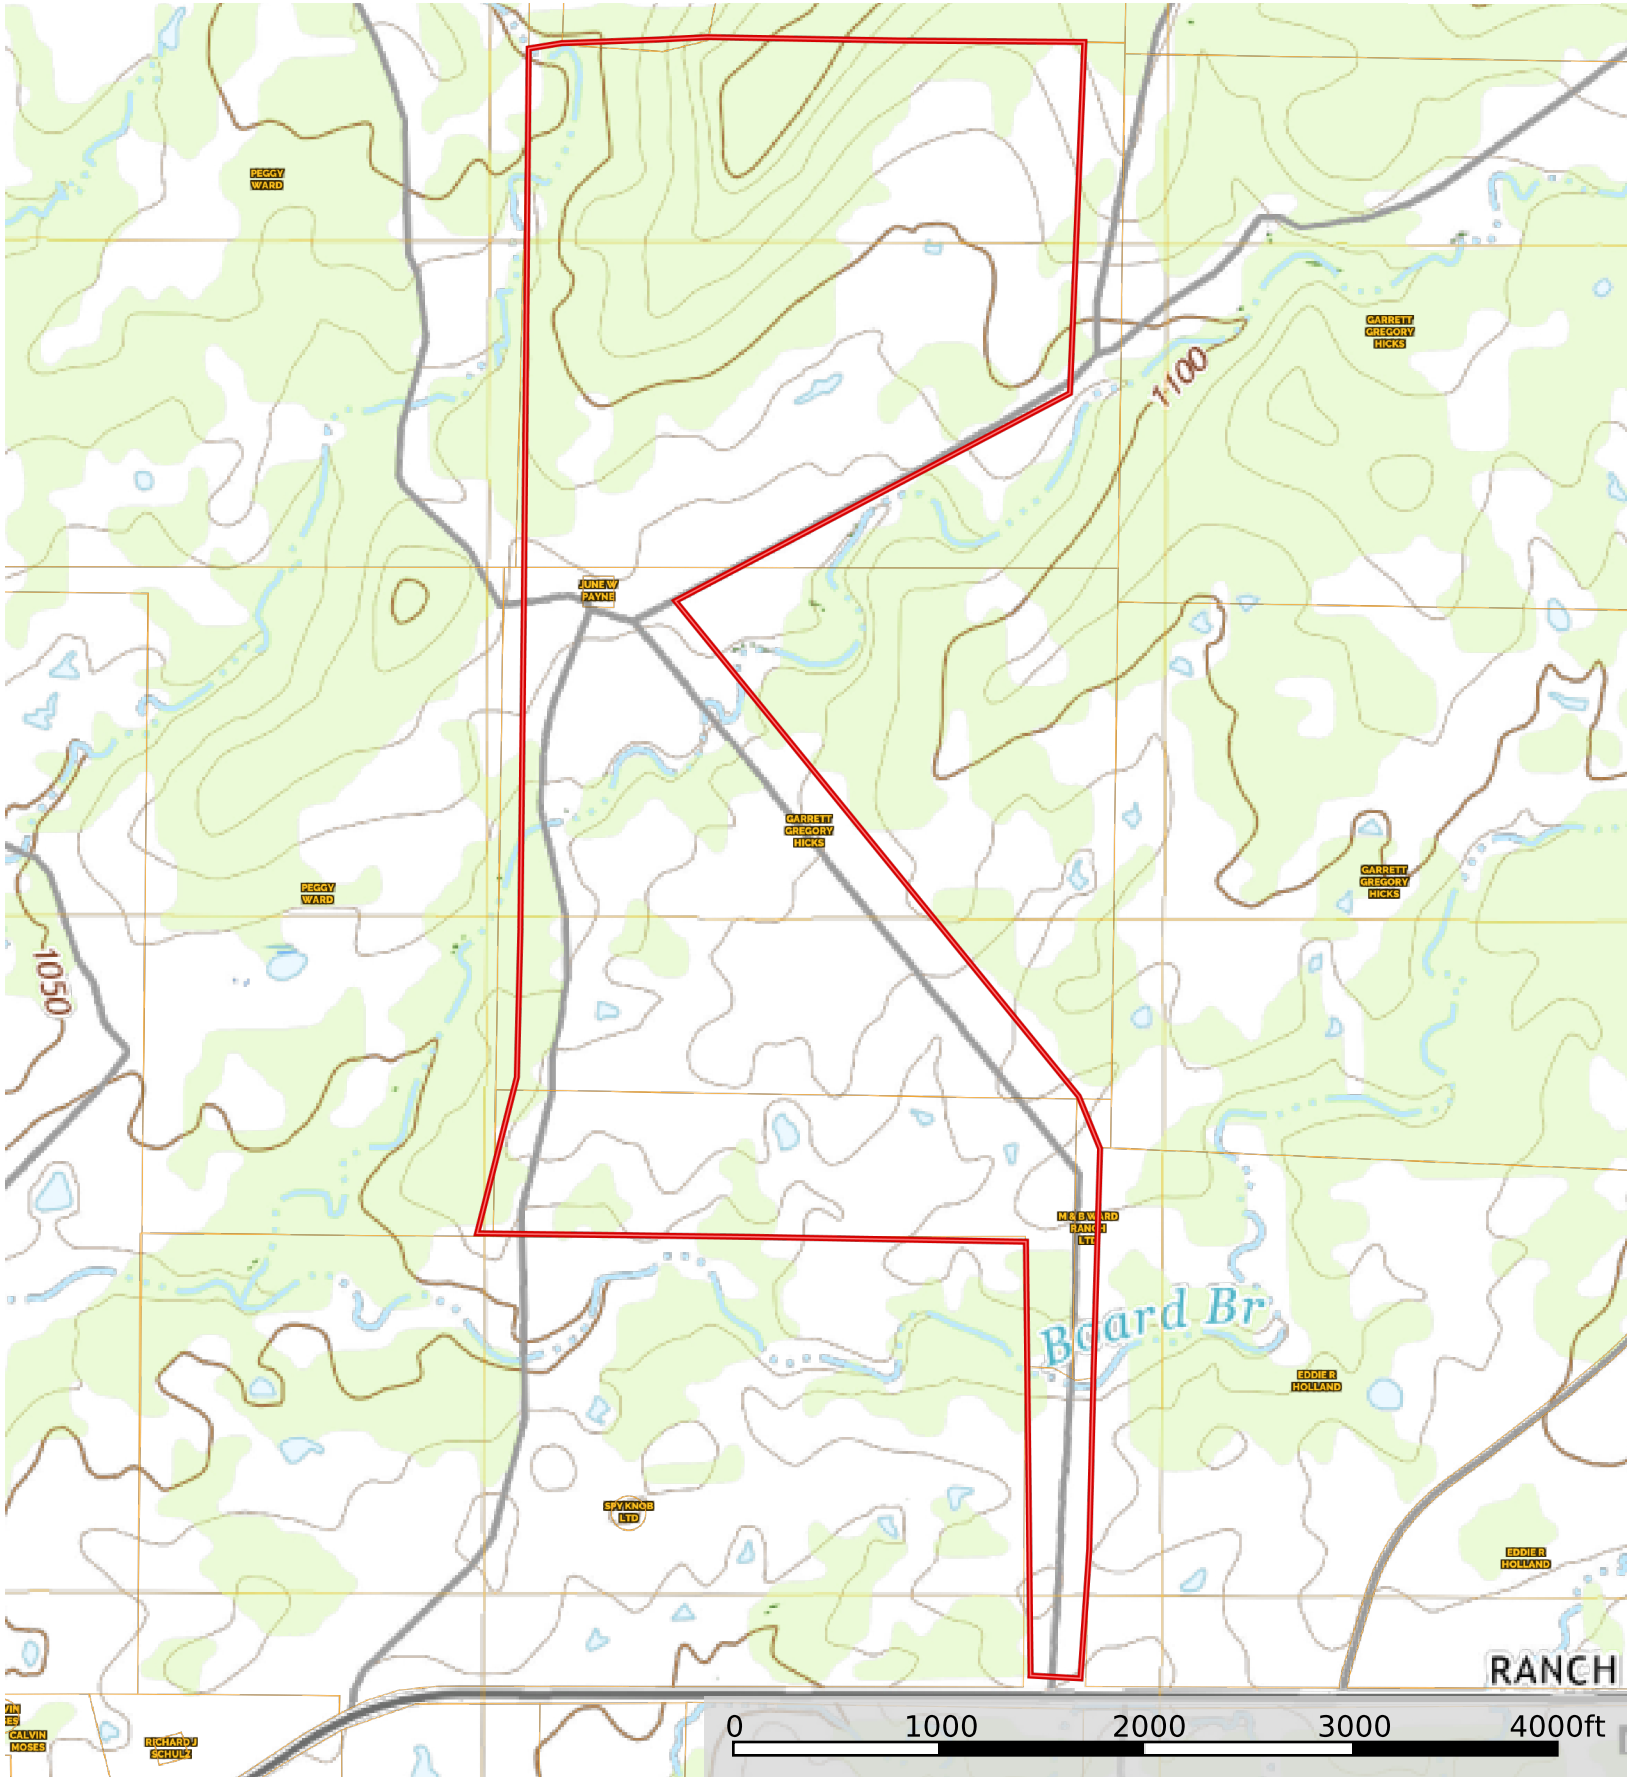 PEGGY
WARD
GARRETT
GREGORY
HICKS
1100
JUNE W
PAYNE
GARRETT
GREGORY
HICKS
GARRETT
GREGORY
HICKS
PEGGY
WARD
1050
M & B WARD
RANCH
LTD
Board Br
EDDIE R
HOLLAND
SPY KNOB
LTD
EDDIE R
HOLLAND
RANCH
CALVIN
MOSES
RICHARD J
SCHULZ
0 1000 2000 3000 4000ft